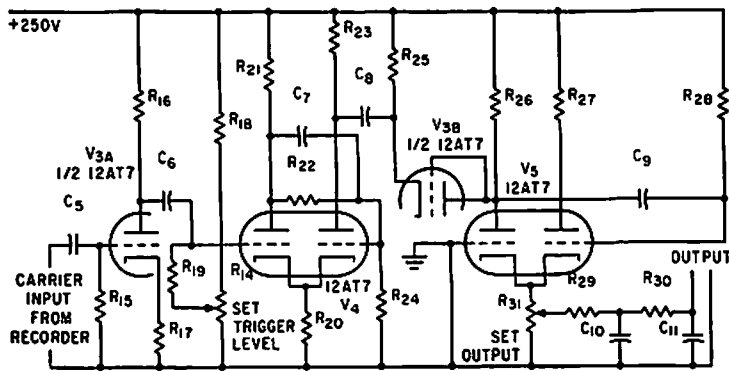 +250V
R23
R21
C8
R25
R16
C7
R18
R26
R27
R28
V3A
1/2 12AT7
C6
R22
V3B
1/2 12AT7
V5
12AT7
C9
C5
R19
R14
12AT7
V4
R29
OUTPUT
CARRIER
INPUT
FROM
RECORDER
R15
R17
SET
TRIGGER
LEVEL
R20
R24
R31
SET
OUTPUT
R30
C10
C11